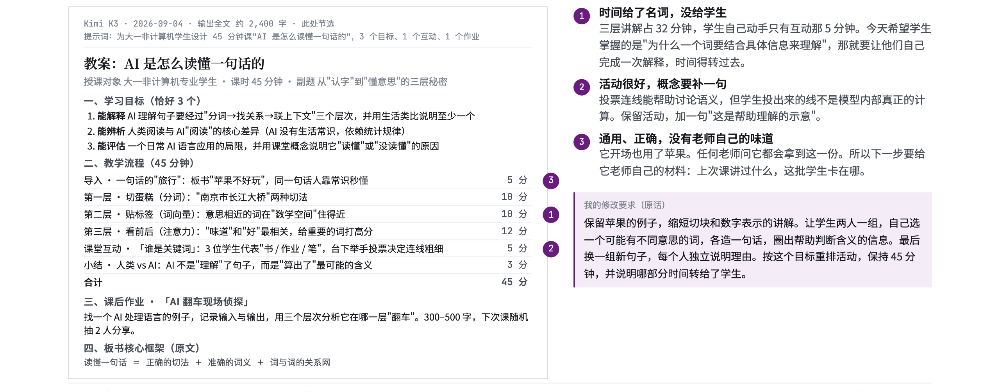 Kimi K3 · 2026-09-04 · 输出全文 约 2,400 字 · 此处节选
提示词：为大一非计算机学生设计 45 分钟课"AI 是怎么读懂一句话的"，3 个目标、1 个互动、1 个作业
教案：AI 是怎么读懂一句话的
授课对象 大一非计算机专业学生 · 课时 45 分钟 · 副题 从"认字"到"懂意思"的三层秘密
一、学习目标（恰好 3 个）
1. 能解释 AI 理解句子要经过"分词→找关系→联上下文"三个层次，并用生活类比说明至少一个
2. 能辨析 人类阅读与 AI"阅读"的核心差异（AI 没有生活常识，依赖统计规律）
3. 能评估 一个日常 AI 语言应用的局限，并用课堂概念说明它"读懂"或"没读懂"的原因
二、教学流程（45 分钟）
导入 · 一句话的"旅行"：板书"苹果不好玩"，同一句话人靠常识秒懂 5 分 3
第一层 · 切蛋糕（分词）："南京市长江大桥"两种切法 10 分
第二层 · 贴标签（词向量）：意思相近的词在"数学空间"住得近 10 分 1
第三层 · 看前后（注意力）："味道"和"好"最相关，给重要的词打高分 12 分
课堂互动 · 「谁是关键词」：3 位学生代表"书 / 作业 / 笔"，台下举手投票决定连线粗细 5 分 2
小结 · 人类 vs AI：AI 不是"理解"了句子，而是"算出了"最可能的含义 3 分
合计 45 分
三、课后作业 · 「AI 翻车现场侦探」
找一个 AI 处理语言的例子，记录输入与输出，用三个层次分析它在哪一层"翻车"。300–500 字，下次课随机
抽 2 人分享。
四、板书核心框架（原文）
读懂一句话 = 正确的切法 + 准确的词义 + 词与词的关系网
1 时间给了名词，没给学生
三层讲解占 32 分钟，学生自己动手只有互动那 5 分钟。今天希望学生
掌握的是"为什么一个词要结合具体信息来理解"，那就要让他们自己
完成一次解释，时间得转过去。
2 活动很好，概念要补一句
投票连线能帮助讨论语义，但学生投出来的线不是模型内部真正的计
算。保留活动，加一句"这是帮助理解的示意"。
3 通用、正确，没有老师自己的味道
它开场也用了苹果。任何老师问它都会拿到这一份。所以下一步要给
它老师自己的材料：上次课讲过什么，这批学生卡在哪。
我的修改要求（原话）
保留苹果的例子，缩短切块和数字表示的讲解。让学生两人一组，自己选
一个可能有不同意思的词，各造一句话，圈出帮助判断含义的信息。最后
换一组新句子，每个人独立说明理由。按这个目标重排活动，保持 45 分
钟，并说明哪部分时间转给了学生。